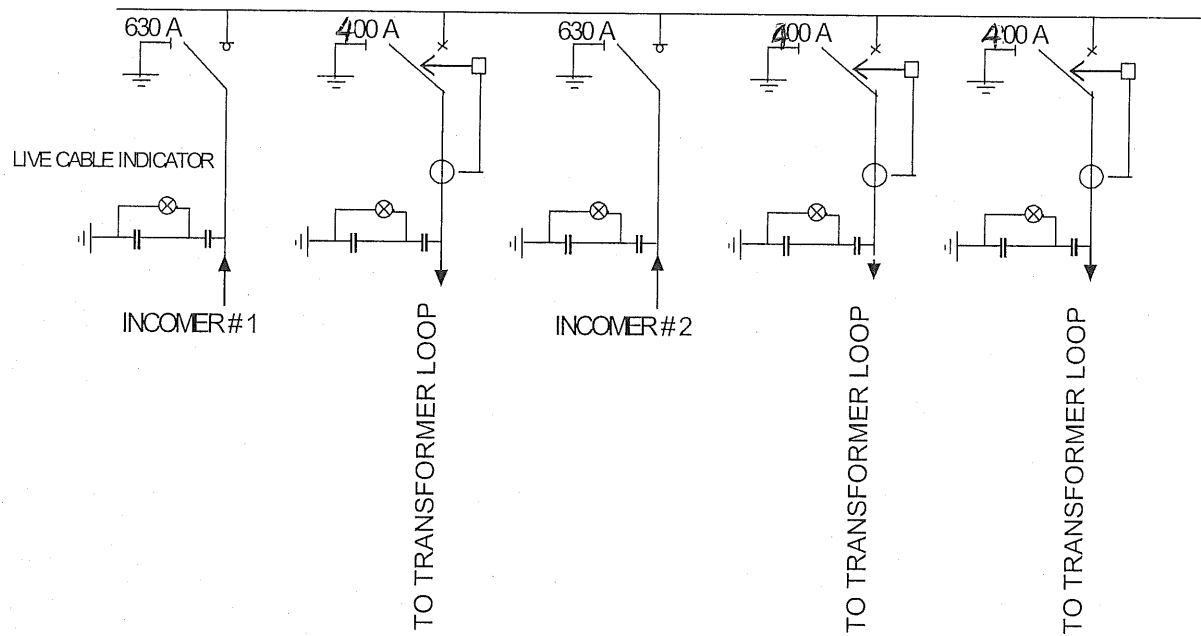 630 A
400 A
630 A
400 A
400 A
LIVE CABLE INDICATOR
INCOMER # 1
INCOMER # 2
TO TRANSFORMER LOOP
TO TRANSFORMER LOOP
TO TRANSFORMER LOOP